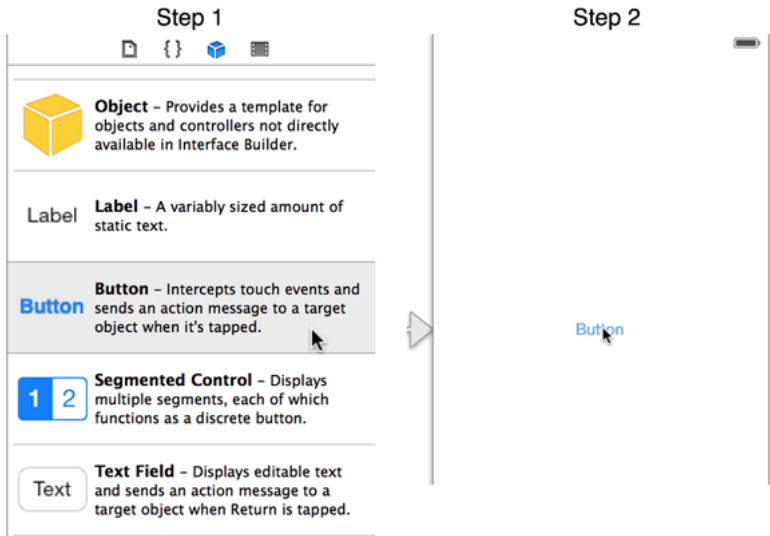 Step 1
Step 2
{ }
Object – Provides a template for
objects and controllers not directly
available in Interface Builder.
Label
Label – A variably sized amount of
static text.
Button
Button – Intercepts touch events and
sends an action message to a target
object when it's tapped.
Button
1 2
Segmented Control – Displays
multiple segments, each of which
functions as a discrete button.
Text
Text Field – Displays editable text
and sends an action message to a
target object when Return is tapped.